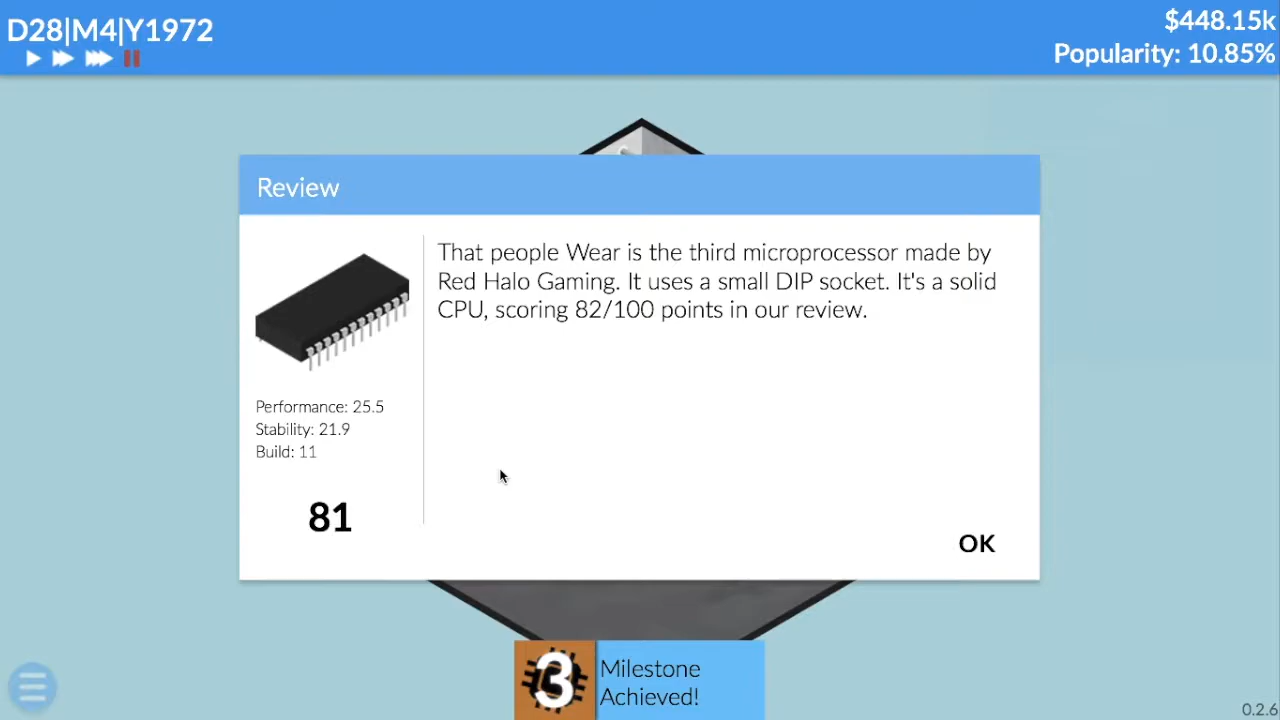 D28|M4|Y1972
$448.15k
Popularity: 10.85%
Review
That people Wear is the third microprocessor made by
Red Halo Gaming. It uses a small DIP socket. It's a solid
CPU, scoring 82/100 points in our review.
Performance: 25.5
Stability: 21.9
Build: 11
81
OK
3
Milestone
Achieved!
0.2.6